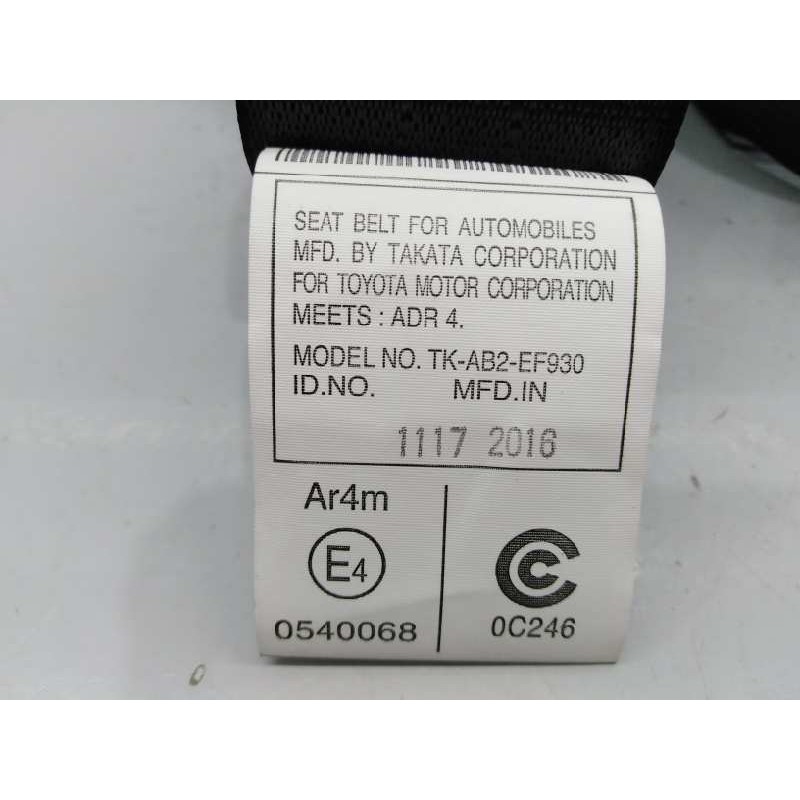 SEAT BELT FOR AUTOMOBILES
MFD. BY TAKATA CORPORATION
FOR TOYOTA MOTOR CORPORATION
MEETS : ADR 4.
MODEL NO. TK-AB2-EF930
ID.NO. MFD.IN
1117 2016
Ar4m
E4
0540068
0C246